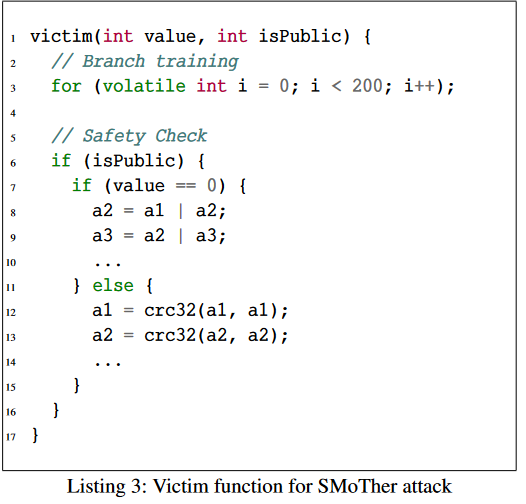 1 victim(int value, int isPublic) {
2 // Branch training
3 for (volatile int i = 0; i < 200; i++);
4
5 // Safety Check
6 if (isPublic) {
7 if (value == 0) {
8 a2 = a1 | a2;
9 a3 = a2 | a3;
10 ...
11 } else {
12 a1 = crc32(a1, a1);
13 a2 = crc32(a2, a2);
14 ...
15 }
16 }
17 }
Listing 3: Victim function for SMoTher attack